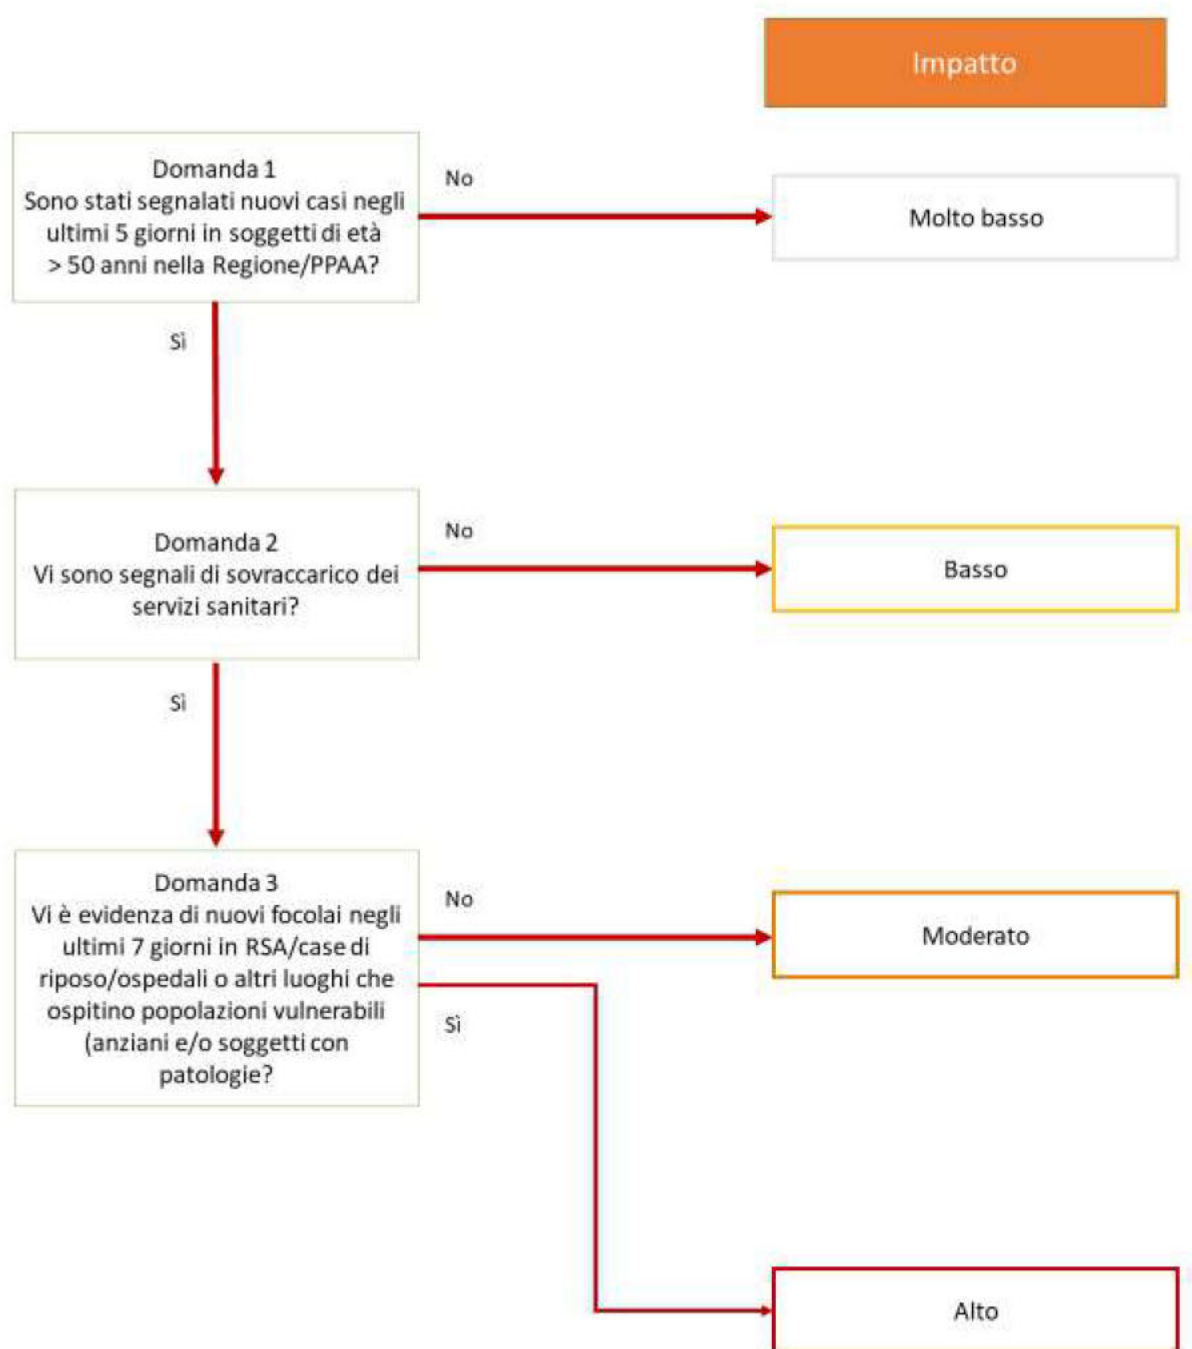 Impatto
Domanda 1
Sono stati segnalati nuovi casi negli
ultimi 5 giorni in soggetti di età
> 50 anni nella Regione/PPAA?
No
Molto basso
Sì
Domanda 2
Vi sono segnali di sovraccarico dei
servizi sanitari?
No
Basso
Sì
Domanda 3
Vi è evidenza di nuovi focolai negli
ultimi 7 giorni in RSA/case di
riposo/ospedali o altri luoghi che
ospitino popolazioni vulnerabili
(anziani e/o soggetti con
patologie?
No
Moderato
Sì
Alto